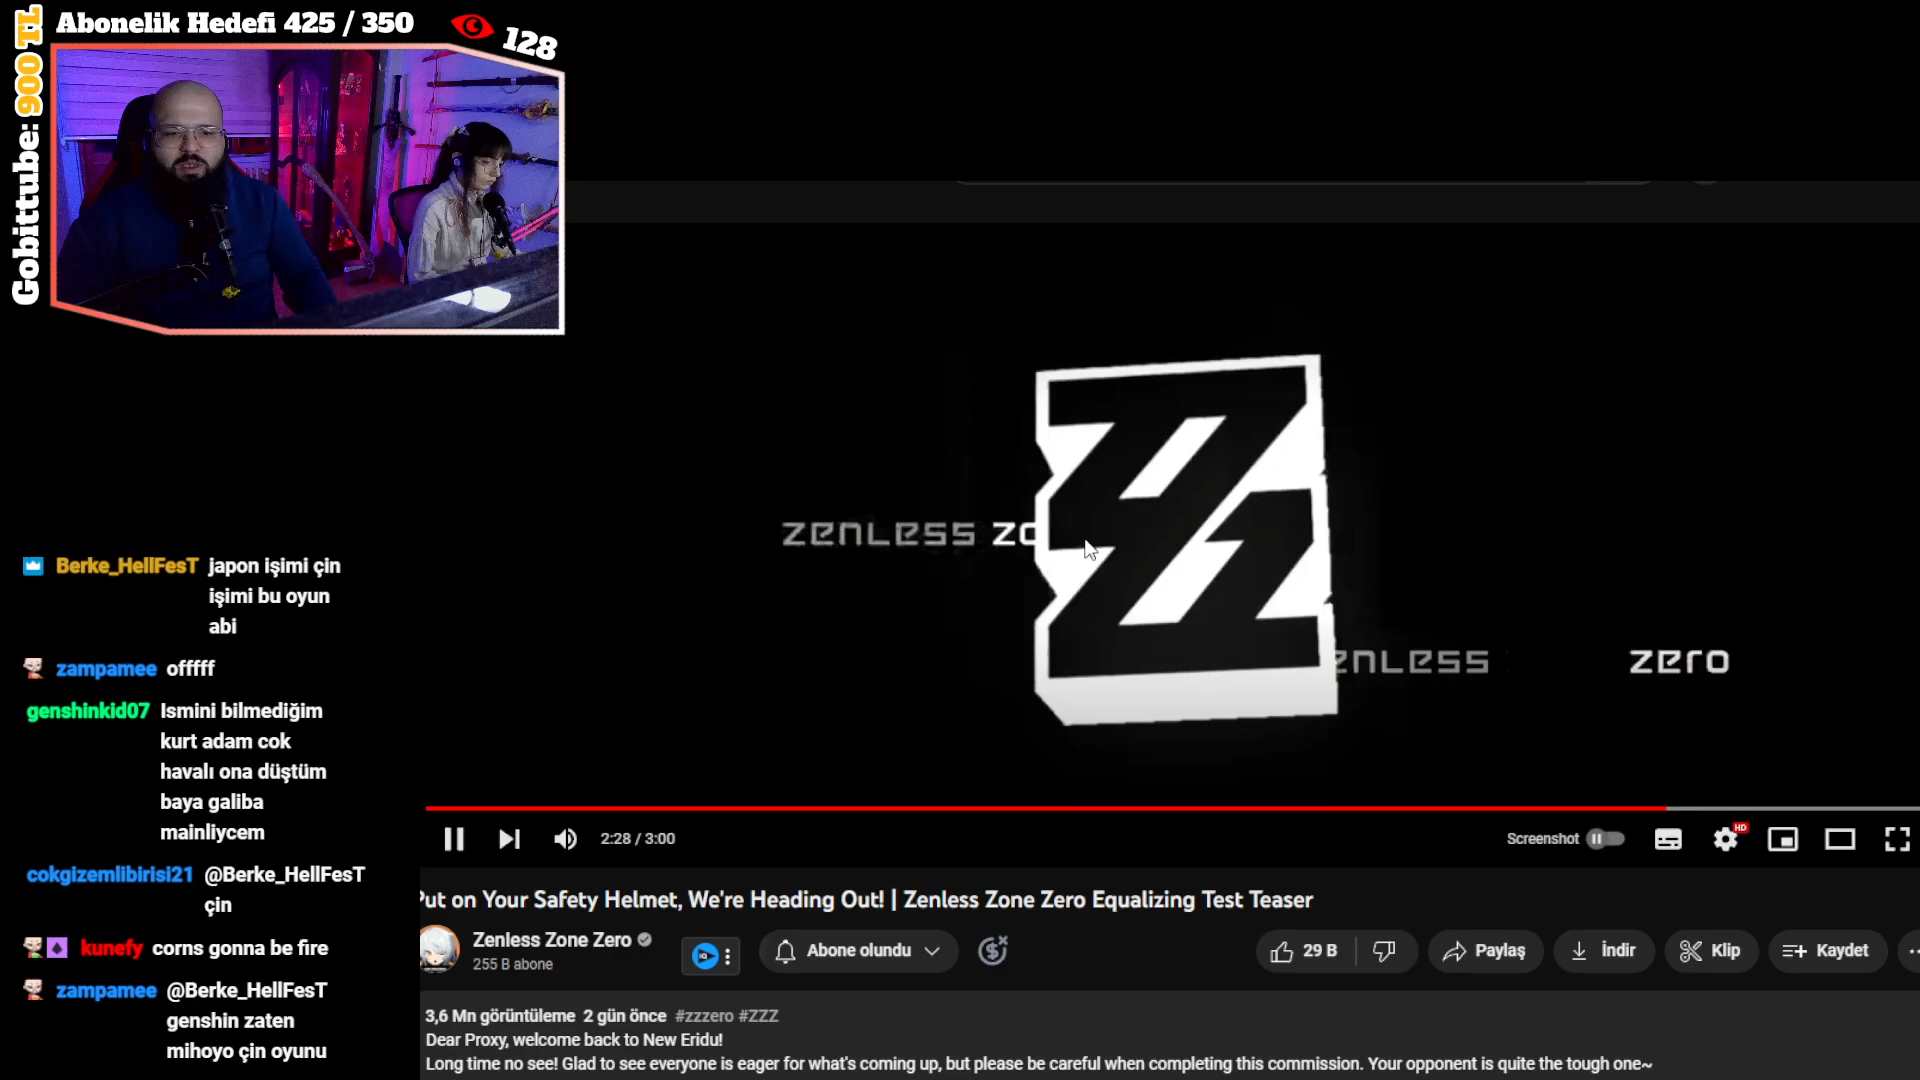 Abonelik Hedefi 425 / 350
128
Gobittube: 900 TL
zenless zo
enless
zero
Berke_HellFesT japon işimi çin
işimi bu oyun
abi
zampamee offfff
genshinkid07 Ismini bilmediğim
kurt adam cok
havalı ona düştüm
baya galiba
mainliycem
cokgizemlibirisi21 @Berke_HellFesT
çin
kunefy corns gonna be fire
zampamee @Berke_HellFesT
genshin zaten
mihoyo çin oyunu
2:28 / 3:00
Screenshot
HD
Put on Your Safety Helmet, We're Heading Out! | Zenless Zone Zero Equalizing Test Teaser
Zenless Zone Zero
255 B abone
Abone olundu
29 B
Paylaş
İndir
Klip
Kaydet
3,6 Mn görüntüleme 2 gün önce #zzzero #ZZZ
Dear Proxy, welcome back to New Eridu!
Long time no see! Glad to see everyone is eager for what's coming up, but please be careful when completing this commission. Your opponent is quite the tough one~